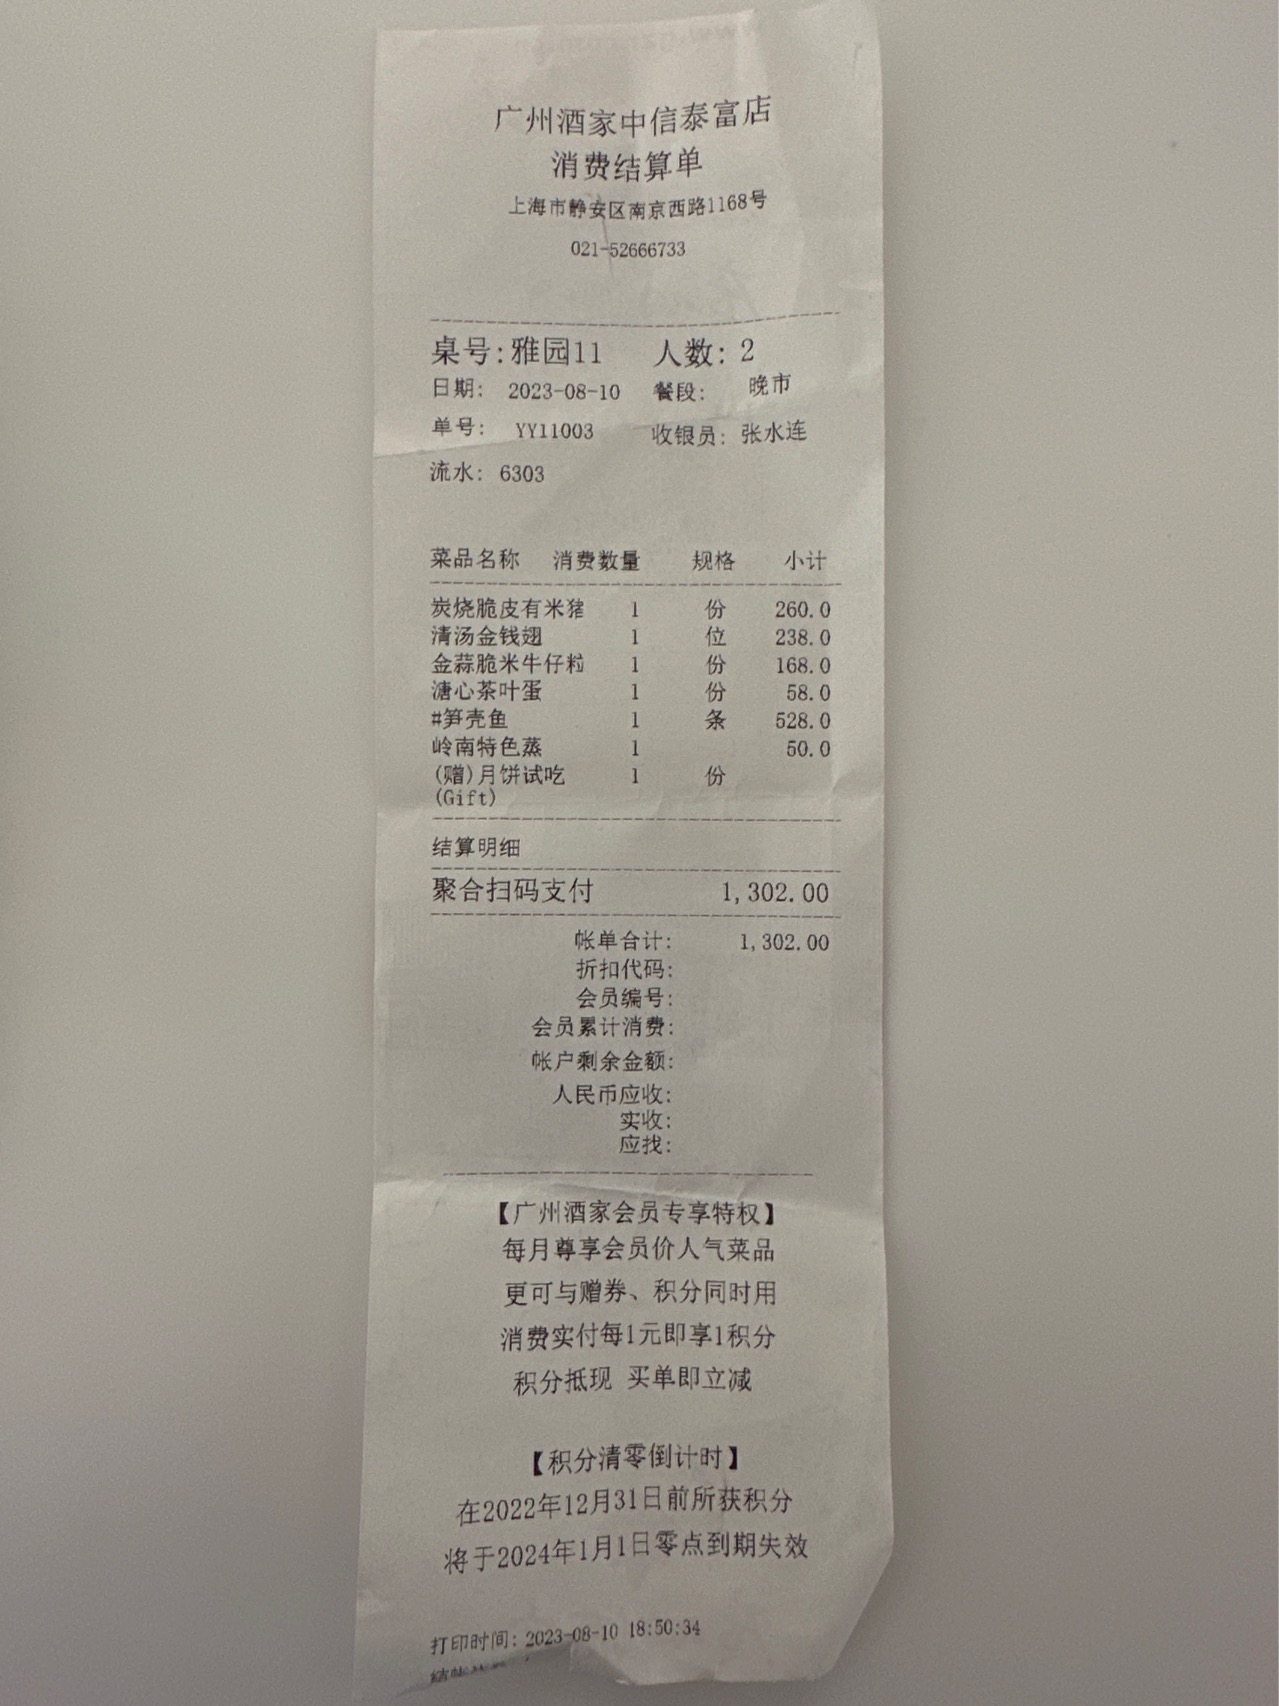 广州酒家中信泰富店
消费结算单
上海市静安区南京西路1168号
021-52666733
桌号:雅园11 人数: 2
日期: 2023-08-10 餐段: 晚市
单号: YY11003 收银员: 张水连
流水: 6303
菜品名称 消费数量 规格 小计
炭烧脆皮有米猪 1 份 260.0
清汤金钱翅 1 位 238.0
金蒜脆米牛仔粒 1 份 168.0
溏心茶叶蛋 1 份 58.0
#笋壳鱼 1 条 528.0
岭南特色蒸 1 50.0
(赠)月饼试吃 1 份
(Gift)
结算明细
聚合扫码支付 1,302.00
帐单合计: 1,302.00
折扣代码:
会员编号:
会员累计消费:
帐户剩余金额:
人民币应收:
实收:
应找:
【广州酒家会员专享特权】
每月尊享会员价人气菜品
更可与赠券、积分同时用
消费实付每1元即享1积分
积分抵现 买单即立减
【积分清零倒计时】
在2022年12月31日前所获积分
将于2024年1月1日零点到期失效
打印时间: 2023-08-10 18:50:34